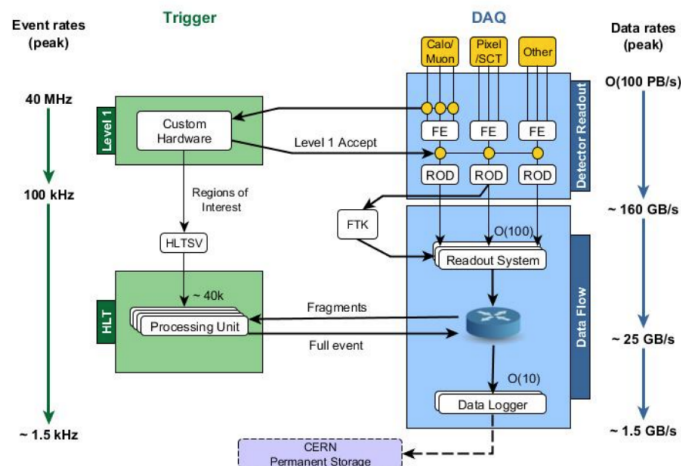 Event rates
(peak)
Trigger
DAQ
Data rates
(peak)
Calo/
Muon
Pixel
/SCT
Other
40 MHz
O(100 PB/s)
Level 1
Custom
Hardware
Level 1 Accept
FE
FE
FE
ROD
ROD
ROD
Detector Readout
100 kHz
~ 160 GB/s
Regions of
Interest
FTK
HLTSV
O(100)
Readout System
~ 40k
HLT
Processing Unit
Fragments
Full event
Data Flow
~ 25 GB/s
O(10)
Data Logger
~ 1.5 kHz
~ 1.5 GB/s
CERN
Permanent Storage